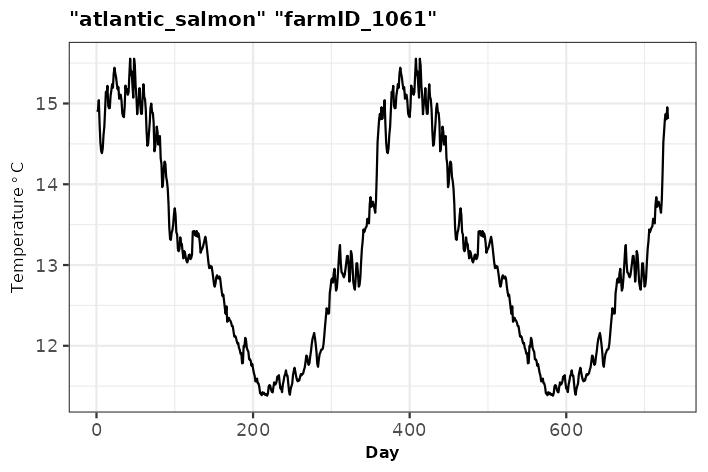 "atlantic_salmon" "farmID_1061"
Temperature ° C
15
14
13
12
0 200 400 600
Day